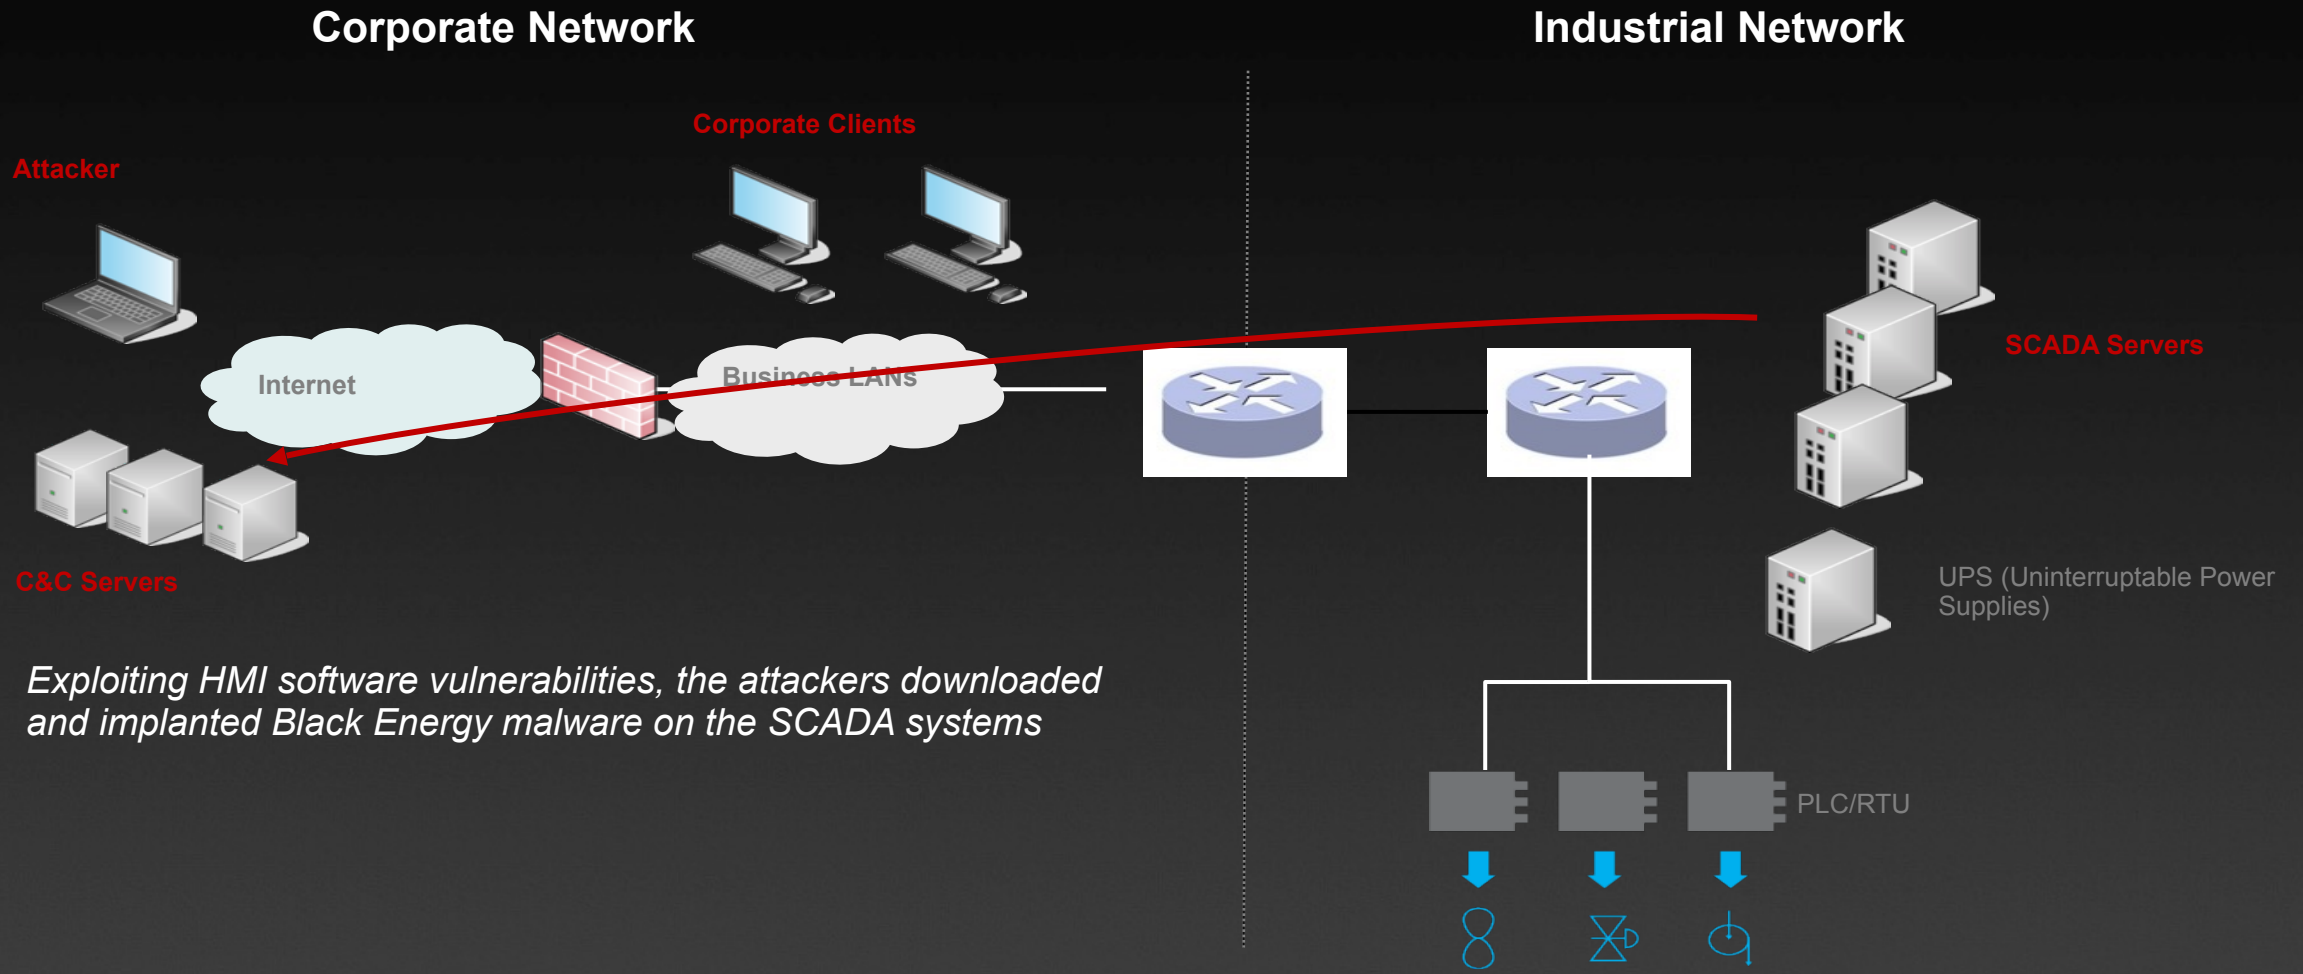 Corporate Network
Industrial Network
Corporate Clients
Attacker
SCADA Servers
Internet
Business LANs
C&C Servers
UPS (Uninterruptable Power
Supplies)
Exploiting HMI software vulnerabilities, the attackers downloaded
and implanted Black Energy malware on the SCADA systems
PLC/RTU